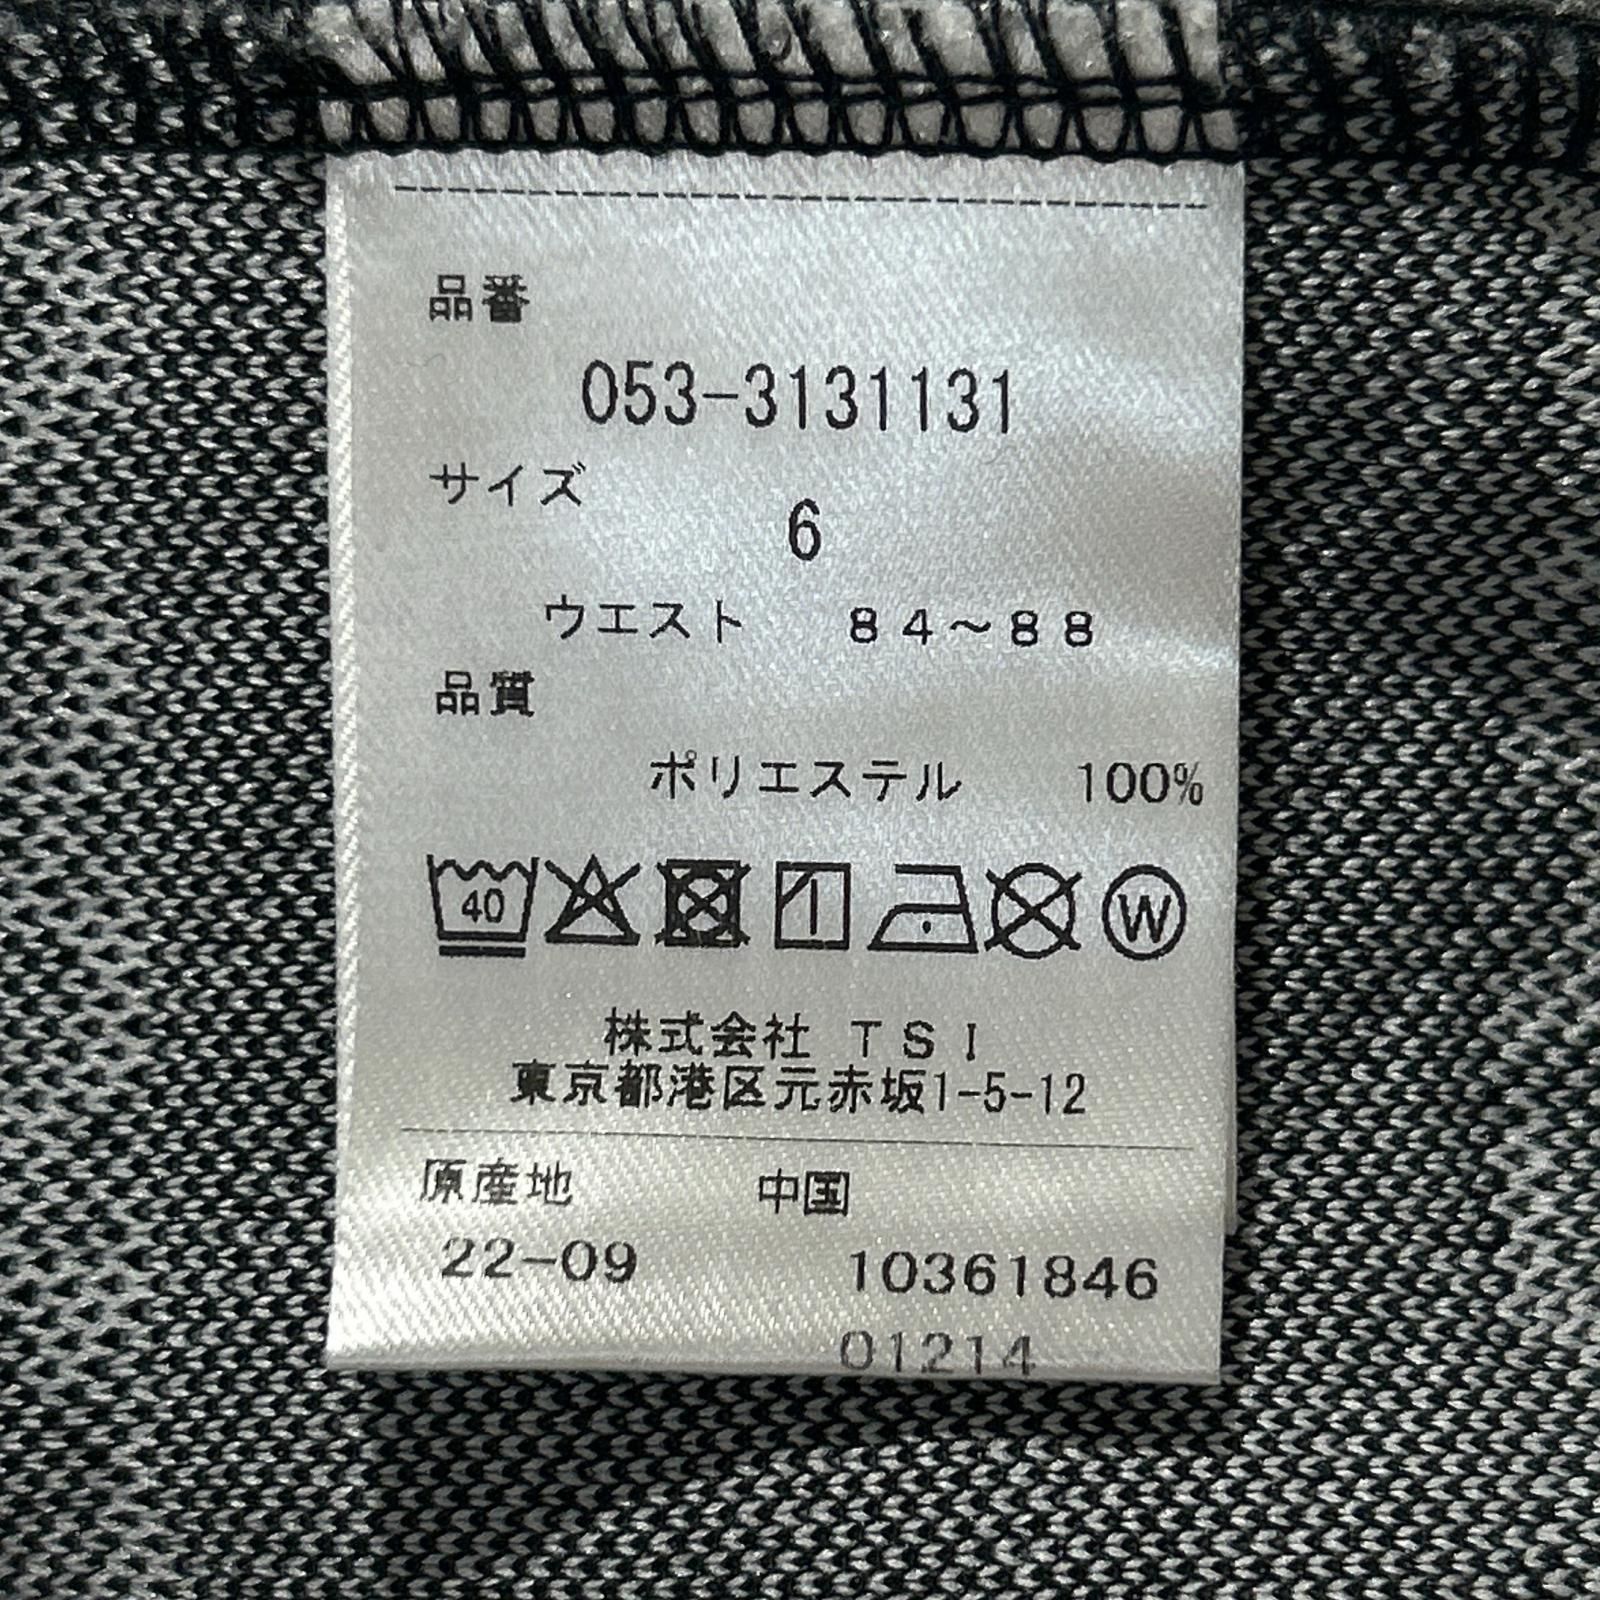 品番
053-3131131
サイズ
6
ウエスト 84～88
品質
ポリエステル 100%
40
W
株式会社 TSI
東京都港区元赤坂1-5-12
原産地 中国
22-09 10361846
01214